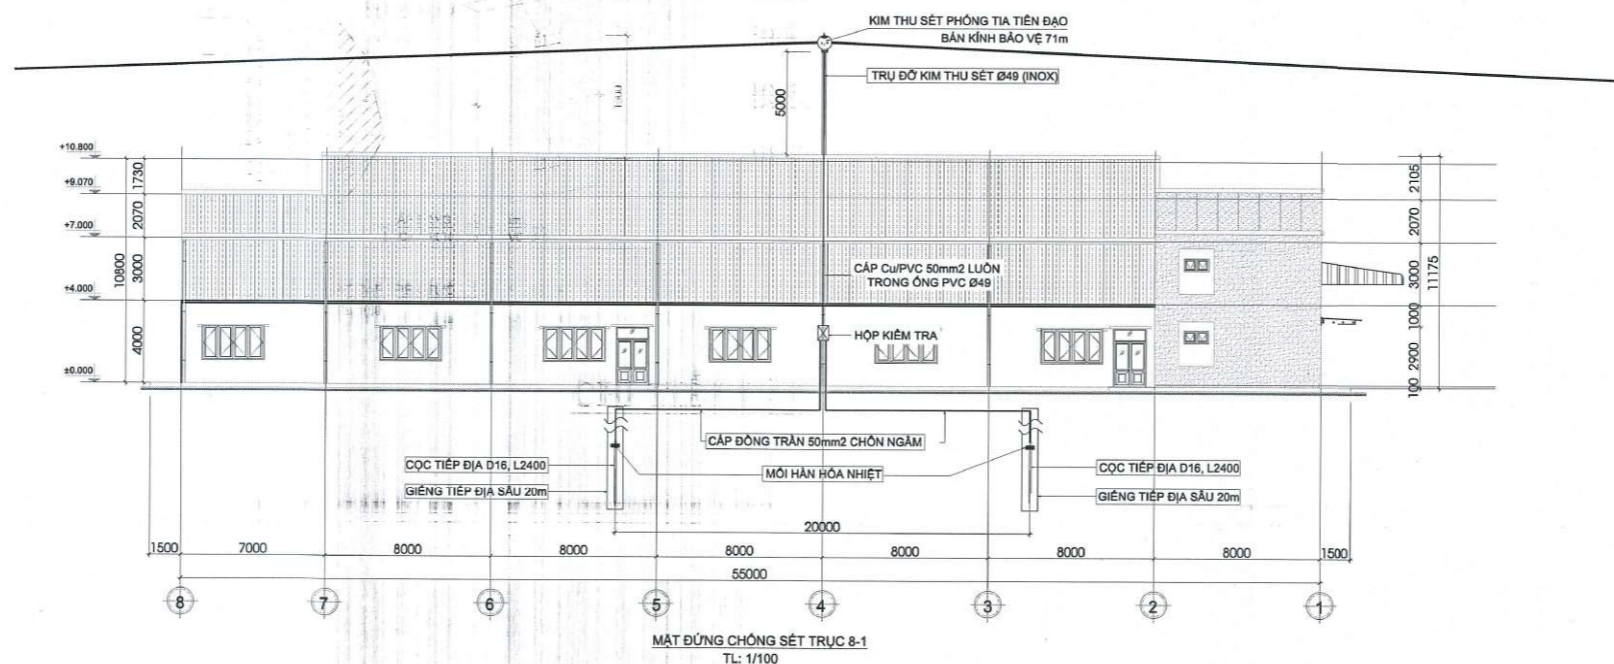 KIM THU SÉT PHÓNG TIA TIÊN ĐẠO
BÁN KÍNH BẢO VỆ 71m
TRỤ ĐỠ KIM THU SÉT Ø49 (INOX)
5000
+10.800
+9.070
+7.000
+4.000
±0.000
1730
2070
3000
4000
10800
2105
2070
3000
1000
2900
100
11175
CÁP Cu/PVC 50mm2 LUỒN
TRONG ỐNG PVC Ø49
HỘP KIỂM TRA
CÁP ĐỒNG TRẦN 50mm2 CHÔN NGẦM
CỌC TIẾP ĐỊA D16, L2400
MỐI HÀN HÓA NHIỆT
CỌC TIẾP ĐỊA D16, L2400
GIẾNG TIẾP ĐỊA SÂU 20m
GIẾNG TIẾP ĐỊA SÂU 20m
20000
1500 7000 8000 8000 8000 8000 8000 8000 1500
55000
8 7 6 5 4 3 2 1
MẶT ĐỨNG CHỐNG SÉT TRỤC 8-1
TL: 1/100